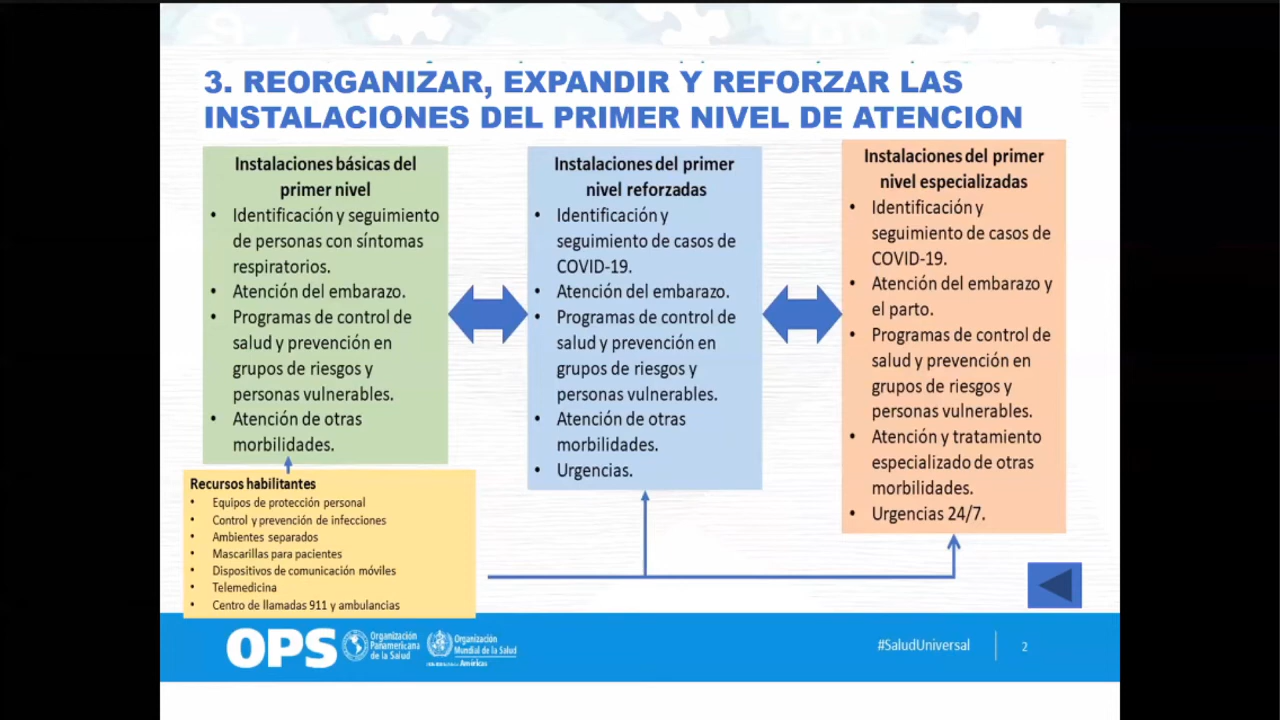 3. REORGANIZAR, EXPANDIR Y REFORZAR LAS
INSTALACIONES DEL PRIMER NIVEL DE ATENCION
Instalaciones básicas del
primer nivel
• Identificación y seguimiento
de personas con síntomas
respiratorios.
• Atención del embarazo.
• Programas de control de
salud y prevención en
grupos de riesgos y
personas vulnerables.
• Atención de otras
morbilidades.
Instalaciones del primer
nivel reforzadas
• Identificación y
seguimiento de casos de
COVID-19.
• Atención del embarazo.
• Programas de control de
salud y prevención en
grupos de riesgos y
personas vulnerables.
• Atención de otras
morbilidades.
• Urgencias.
Instalaciones del primer
nivel especializadas
• Identificación y
seguimiento de casos de
COVID-19.
• Atención del embarazo y
el parto.
• Programas de control de
salud y prevención en
grupos de riesgos y
personas vulnerables.
• Atención y tratamiento
especializado de otras
morbilidades.
• Urgencias 24/7.
Recursos habilitantes
• Equipos de protección personal
• Control y prevención de infecciones
• Ambientes separados
• Mascarillas para pacientes
• Dispositivos de comunicación móviles
• Telemedicina
• Centro de llamadas 911 y ambulancias
OPS
Organización
Panamericana
de la Salud
Organización
Mundial de la Salud
Américas
#SaludUniversal
2